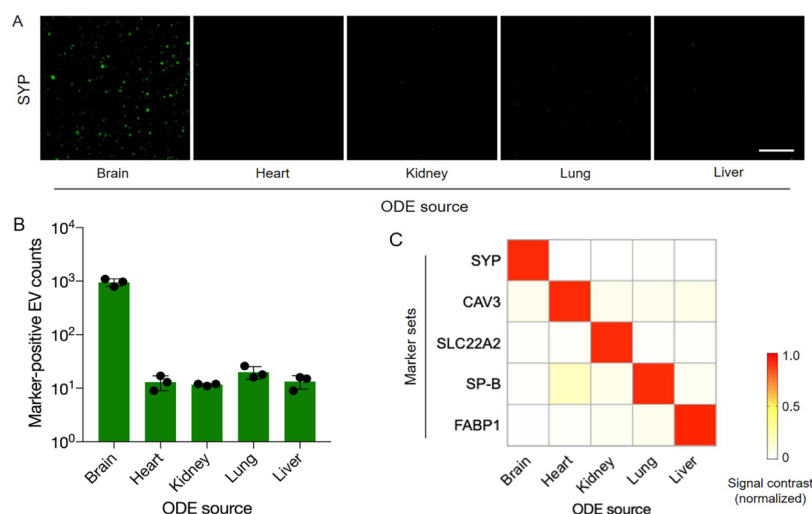 A
SYP
Brain
Heart
Kidney
Lung
Liver
ODE source
B
Marker-positive EV counts
10⁴
10³
10²
10¹
10⁰
Brain
Heart
Kidney
Lung
Liver
ODE source
C
Marker sets
SYP
CAV3
SLC22A2
SP-B
FABP1
Brain
Heart
Kidney
Lung
Liver
ODE source
1.0
0.5
0
Signal contrast
(normalized)